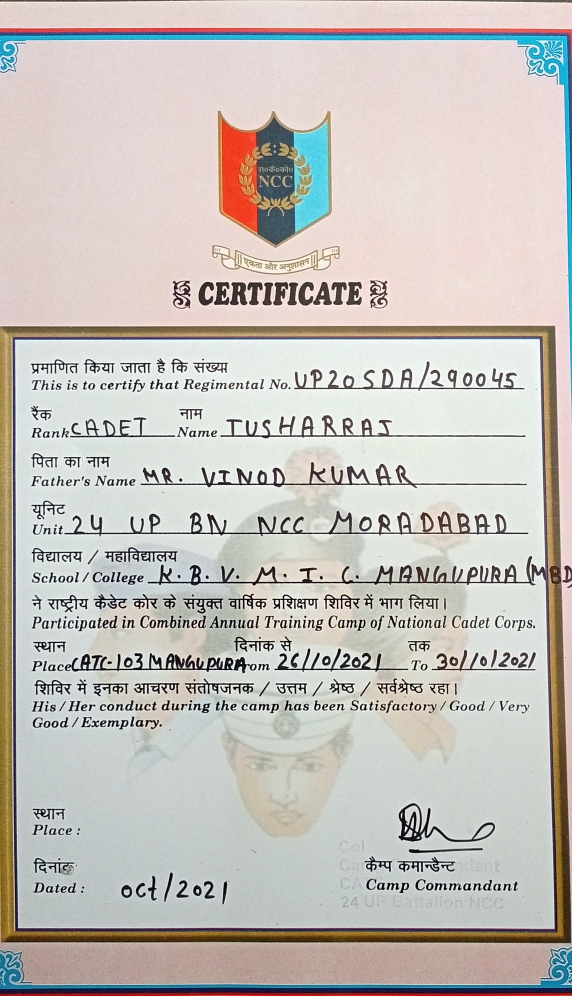 रा०कै०को०
NCC
एकता और अनुशासन
CERTIFICATE
प्रमाणित किया जाता है कि संख्या
This is to certify that Regimental No. UP20SDA/290045
रैंक नाम
Rank CADET Name TUSHARRAJ
पिता का नाम
Father's Name MR. VINOD KUMAR
यूनिट
Unit 24 UP BN NCC MORADABAD
विद्यालय / महाविद्यालय
School / College K.B.V.M.I.C. MANGUPURA (MBD
ने राष्ट्रीय कैडेट कोर के संयुक्त वार्षिक प्रशिक्षण शिविर में भाग लिया।
Participated in Combined Annual Training Camp of National Cadet Corps.
स्थान दिनांक से तक
Place CATC-103 MANGUPURA From 26/10/2021 To 30/10/2021
शिविर में इनका आचरण संतोषजनक / उत्तम / श्रेष्ठ / सर्वश्रेष्ठ रहा।
His / Her conduct during the camp has been Satisfactory / Good / Very
Good / Exemplary.
स्थान
Place :
Col
दिनांक कैम्प कमान्डैन्ट
Dated : Oct/2021 Camp Commandant
24 UP Battalion NCC